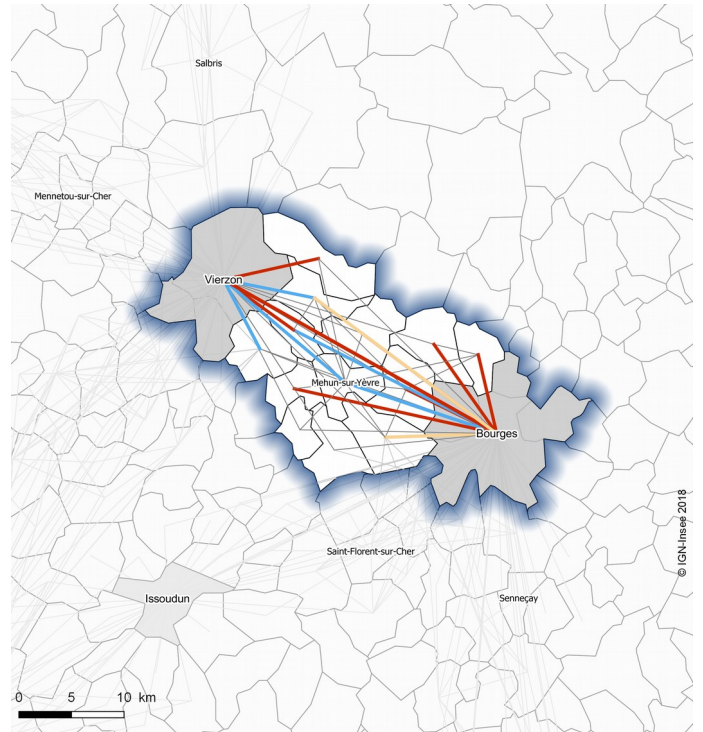 Salbris
Mennetou-sur-Cher
Vierzon
Mehun-sur-Yèvre
Bourges
© IGN-Insee 2018
Saint-Florent-sur-Cher
Issoudun
Senneçay
0 5 10 km